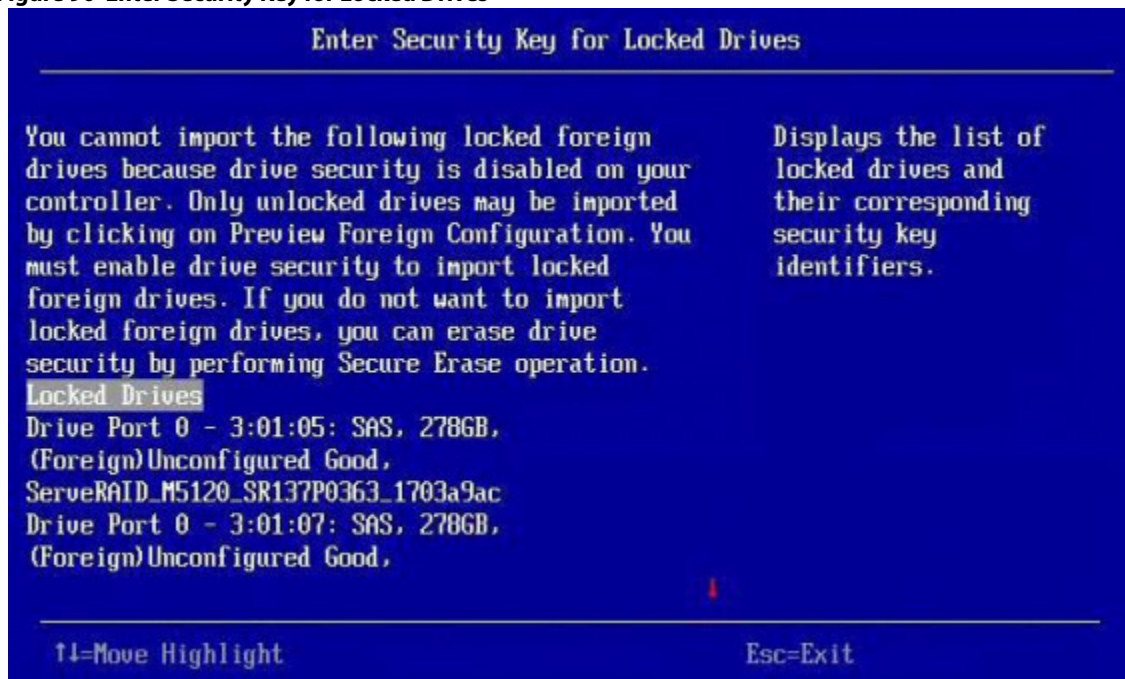 Enter Security Key for Locked Drives
You cannot import the following locked foreign
drives because drive security is disabled on your
controller. Only unlocked drives may be imported
by clicking on Preview Foreign Configuration. You
must enable drive security to import locked
foreign drives. If you do not want to import
locked foreign drives, you can erase drive
security by performing Secure Erase operation.
Locked Drives
Drive Port 0 - 3:01:05: SAS, 278GB,
(Foreign)Unconfigured Good,
ServeRAID_M5120_SR137P0363_1703a9ac
Drive Port 0 - 3:01:07: SAS, 278GB,
(Foreign)Unconfigured Good,
Displays the list of
locked drives and
their corresponding
security key
identifiers.
↓
↑↓=Move Highlight
Esc=Exit